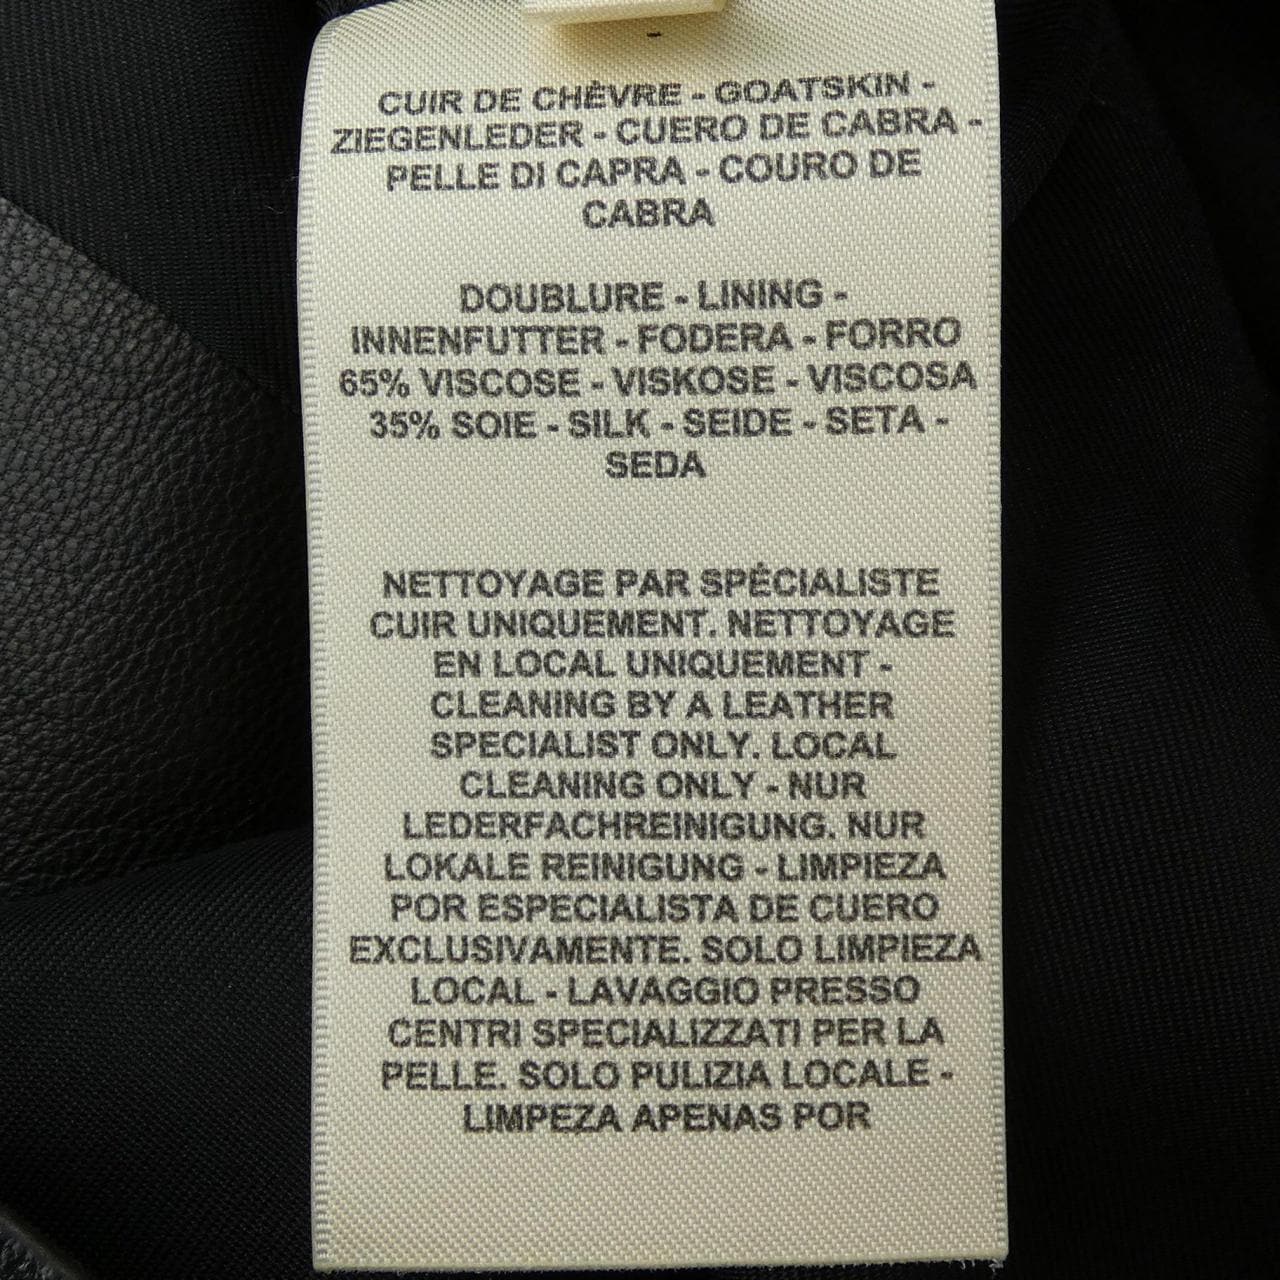 CUIR DE CHÈVRE - GOATSKIN -
ZIEGENLEDER - CUERO DE CABRA -
PELLE DI CAPRA - COURO DE
CABRA
DOUBLURE - LINING -
INNENFUTTER - FODERA - FORRO
65% VISCOSE - VISKOSE - VISCOSA
35% SOIE - SILK - SEIDE - SETA -
SEDA
NETTOYAGE PAR SPÉCIALISTE
CUIR UNIQUEMENT. NETTOYAGE
EN LOCAL UNIQUEMENT -
CLEANING BY A LEATHER
SPECIALIST ONLY. LOCAL
CLEANING ONLY - NUR
LEDERFACHREINIGUNG. NUR
LOKALE REINIGUNG - LIMPIEZA
POR ESPECIALISTA DE CUERO
EXCLUSIVAMENTE. SOLO LIMPIEZA
LOCAL - LAVAGGIO PRESSO
CENTRI SPECIALIZZATI PER LA
PELLE. SOLO PULIZIA LOCALE -
LIMPEZA APENAS POR